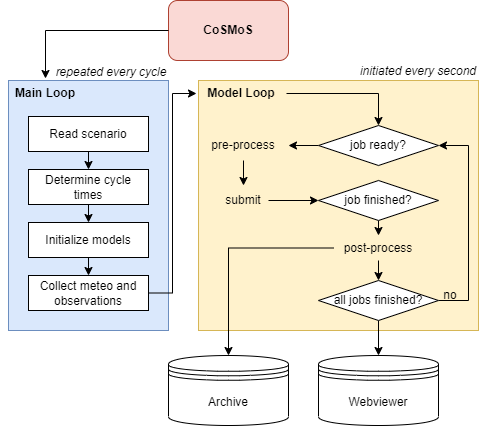 CoSMoS
repeated every cycle
initiated every second
Main Loop
Read scenario
Determine cycle
times
Initialize models
Collect meteo and
observations
Model Loop
job ready?
pre-process
submit
job finished?
post-process
all jobs finished?
no
Archive
Webviewer